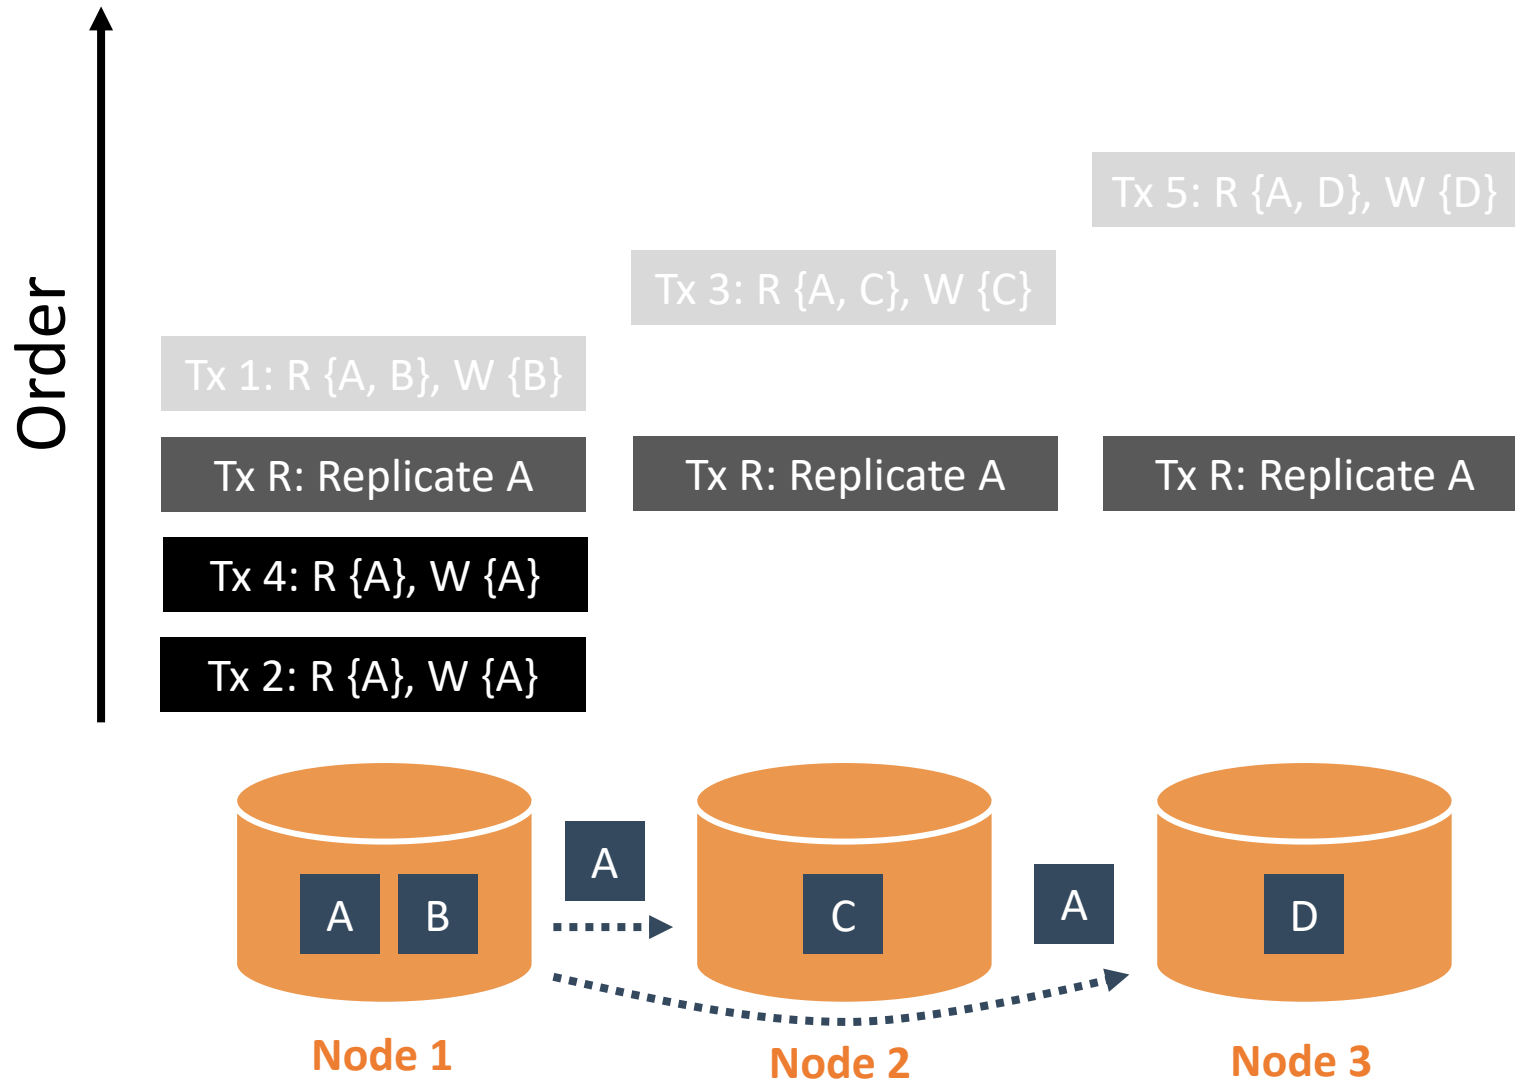 Order
Tx 5: R {A, D}, W {D}
Tx 3: R {A, C}, W {C}
Tx 1: R {A, B}, W {B}
Tx R: Replicate A
Tx R: Replicate A
Tx R: Replicate A
Tx 4: R {A}, W {A}
Tx 2: R {A}, W {A}
A
A
A
B
C
D
Node 1
Node 2
Node 3